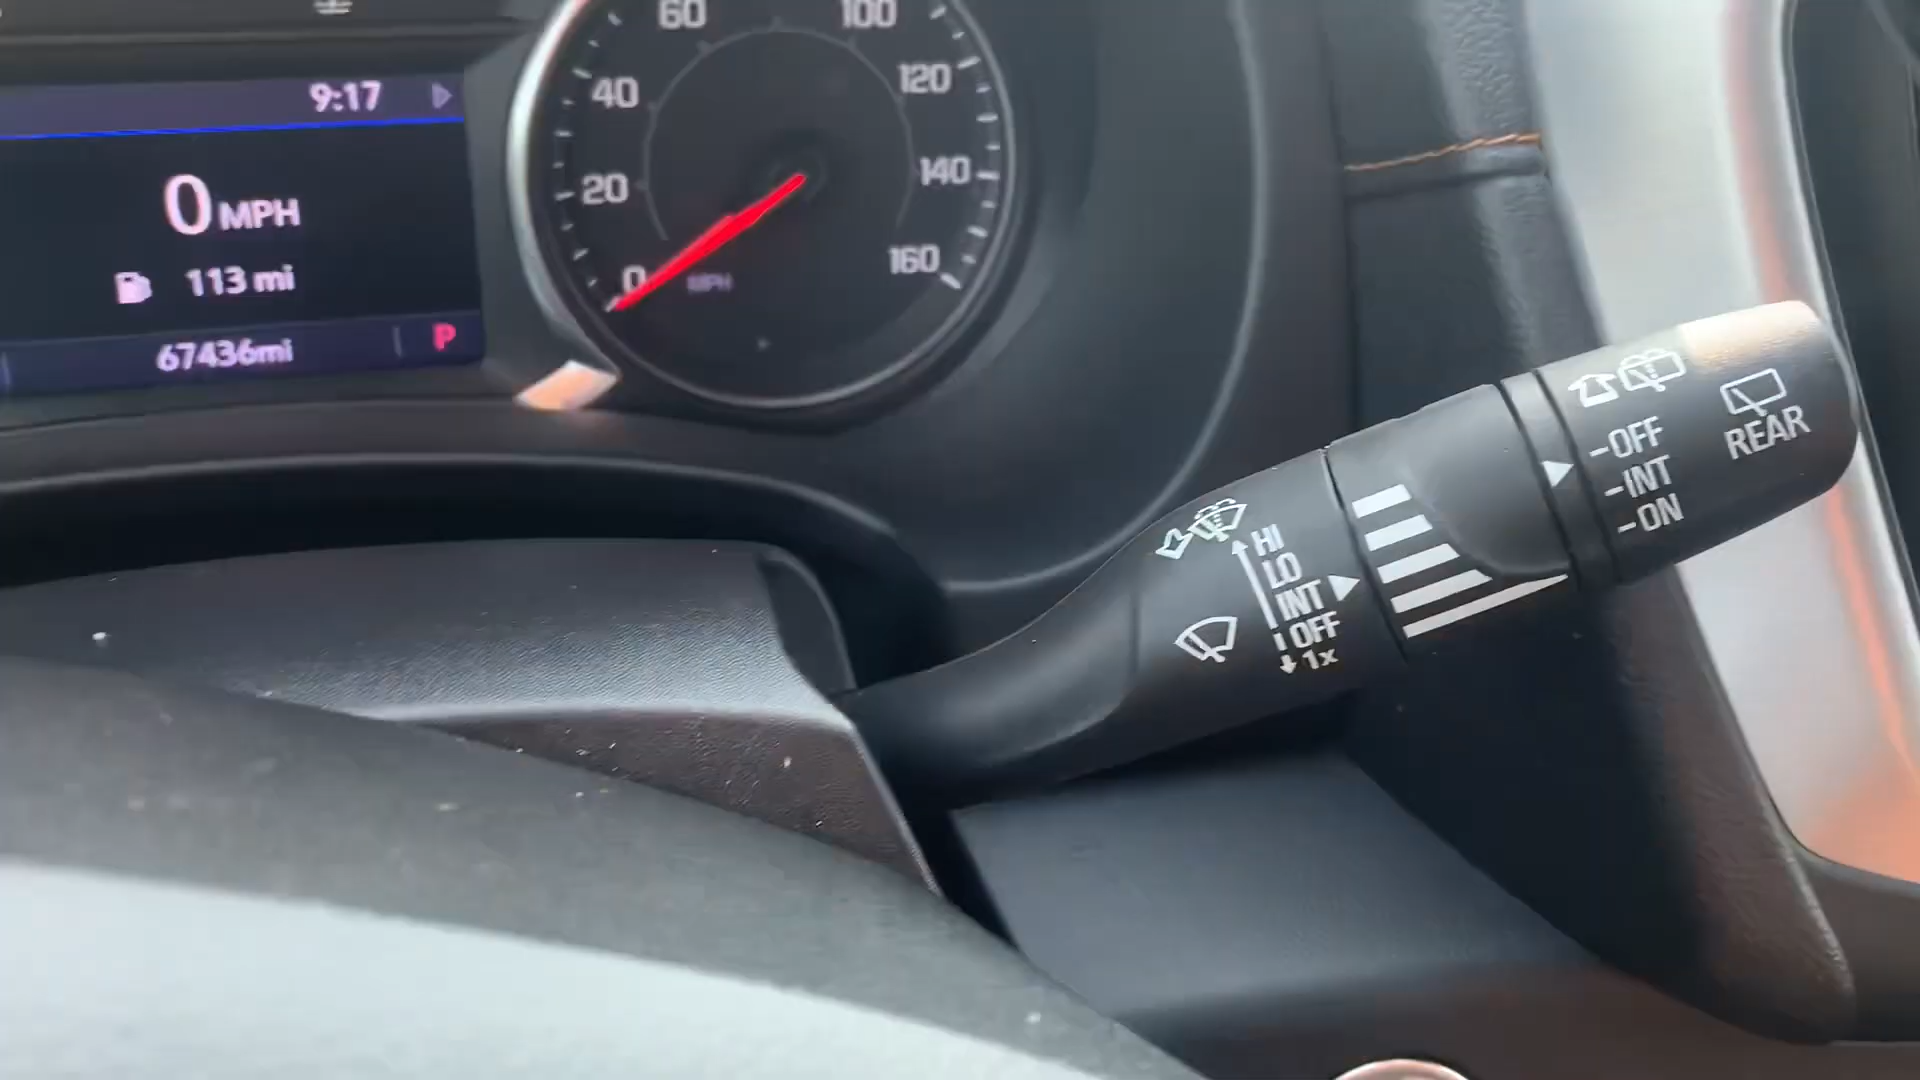 9:17
0 MPH
113 mi
67436mi
P
0
20
40
60
100
120
140
160
MPH
HI
LO
INT
OFF
1x
OFF
INT
ON
REAR